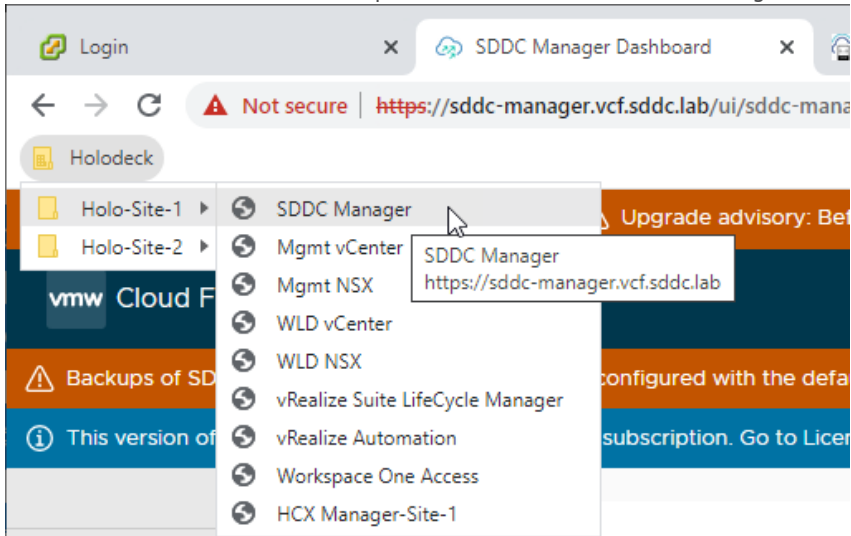 Login
SDDC Manager Dashboard
Not secure https://sddc-manager.vcf.sddc.lab/ui/sddc-mana
Holodeck
Holo-Site-1
Holo-Site-2
SDDC Manager
Mgmt vCenter
Mgmt NSX
WLD vCenter
WLD NSX
vRealize Suite LifeCycle Manager
vRealize Automation
Workspace One Access
HCX Manager-Site-1
SDDC Manager
https://sddc-manager.vcf.sddc.lab
Upgrade advisory: Bef
vmw Cloud F
Backups of SD
configured with the defa
This version of
subscription. Go to Licen